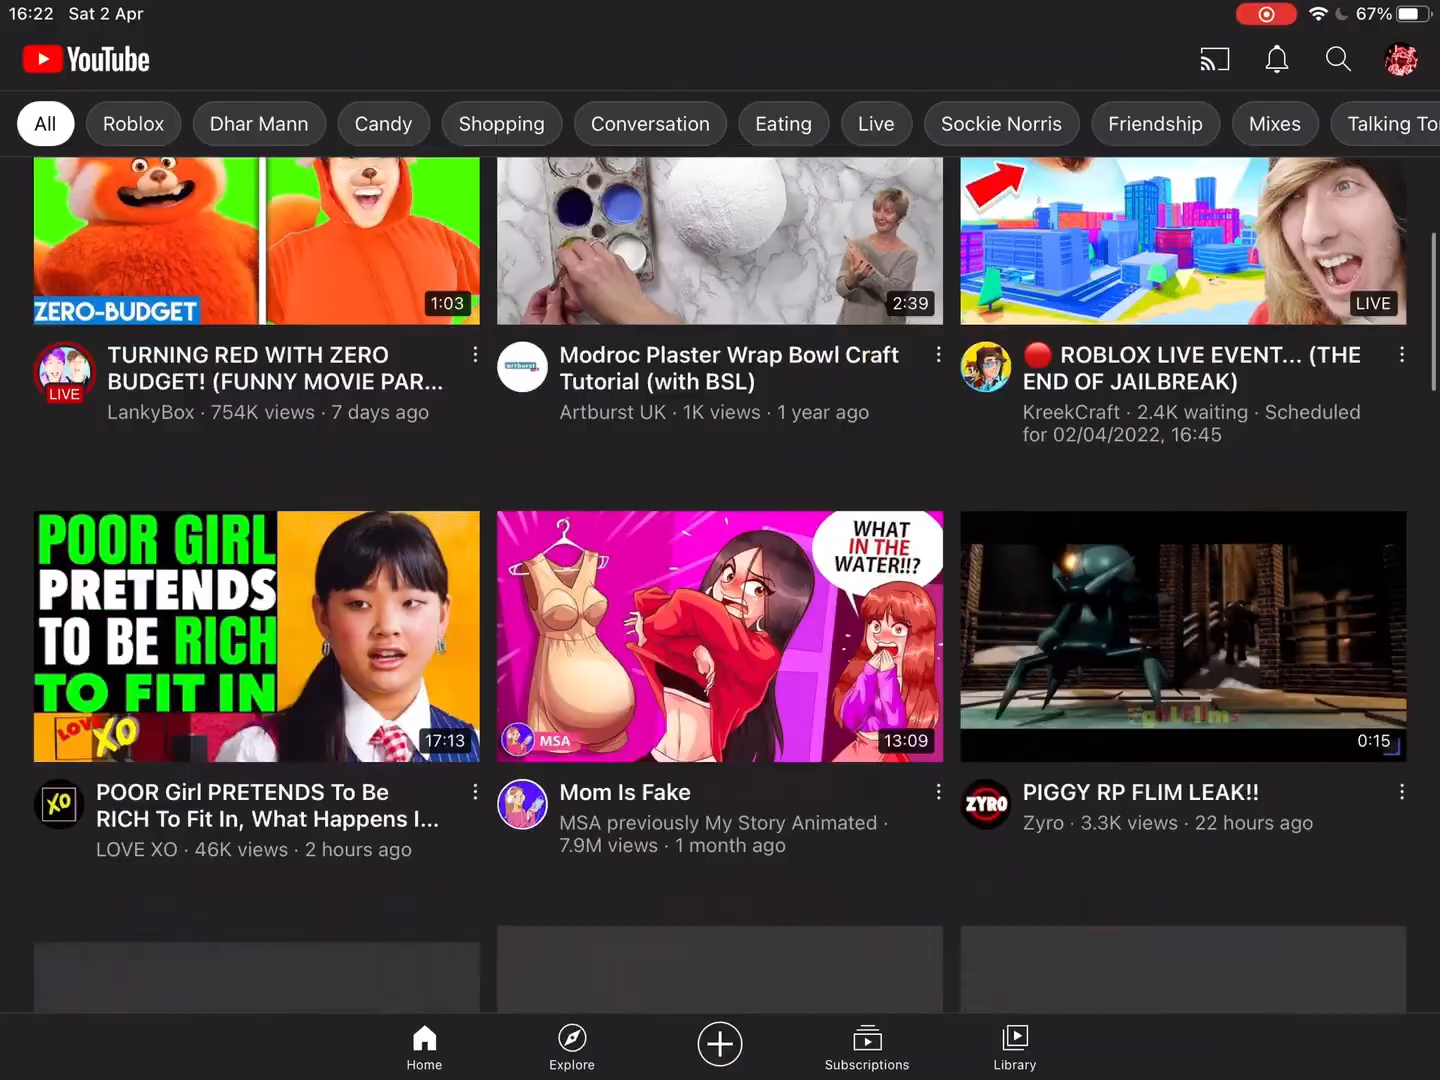 16:22 Sat 2 Apr
67%
YouTube
All
Roblox
Dhar Mann
Candy
Shopping
Conversation
Eating
Live
Sockie Norris
Friendship
Mixes
Talking To
ZERO-BUDGET
1:03
2:39
LIVE
LIVE
TURNING RED WITH ZERO
BUDGET! (FUNNY MOVIE PAR...
LankyBox · 754K views · 7 days ago
artburst
Modroc Plaster Wrap Bowl Craft
Tutorial (with BSL)
Artburst UK · 1K views · 1 year ago
🔴 ROBLOX LIVE EVENT... (THE
END OF JAILBREAK)
KreekCraft · 2.4K waiting · Scheduled
for 02/04/2022, 16:45
POOR GIRL
PRETENDS
TO BE RICH
TO FIT IN
LOVE
XO
17:13
WHAT
IN THE
WATER!!?
MSA
13:09
0:15
XO
POOR Girl PRETENDS To Be
RICH To Fit In, What Happens I...
LOVE XO · 46K views · 2 hours ago
Mom Is Fake
MSA previously My Story Animated ·
7.9M views · 1 month ago
ZYRO
PIGGY RP FLIM LEAK!!
Zyro · 3.3K views · 22 hours ago
Home
Explore
Subscriptions
Library